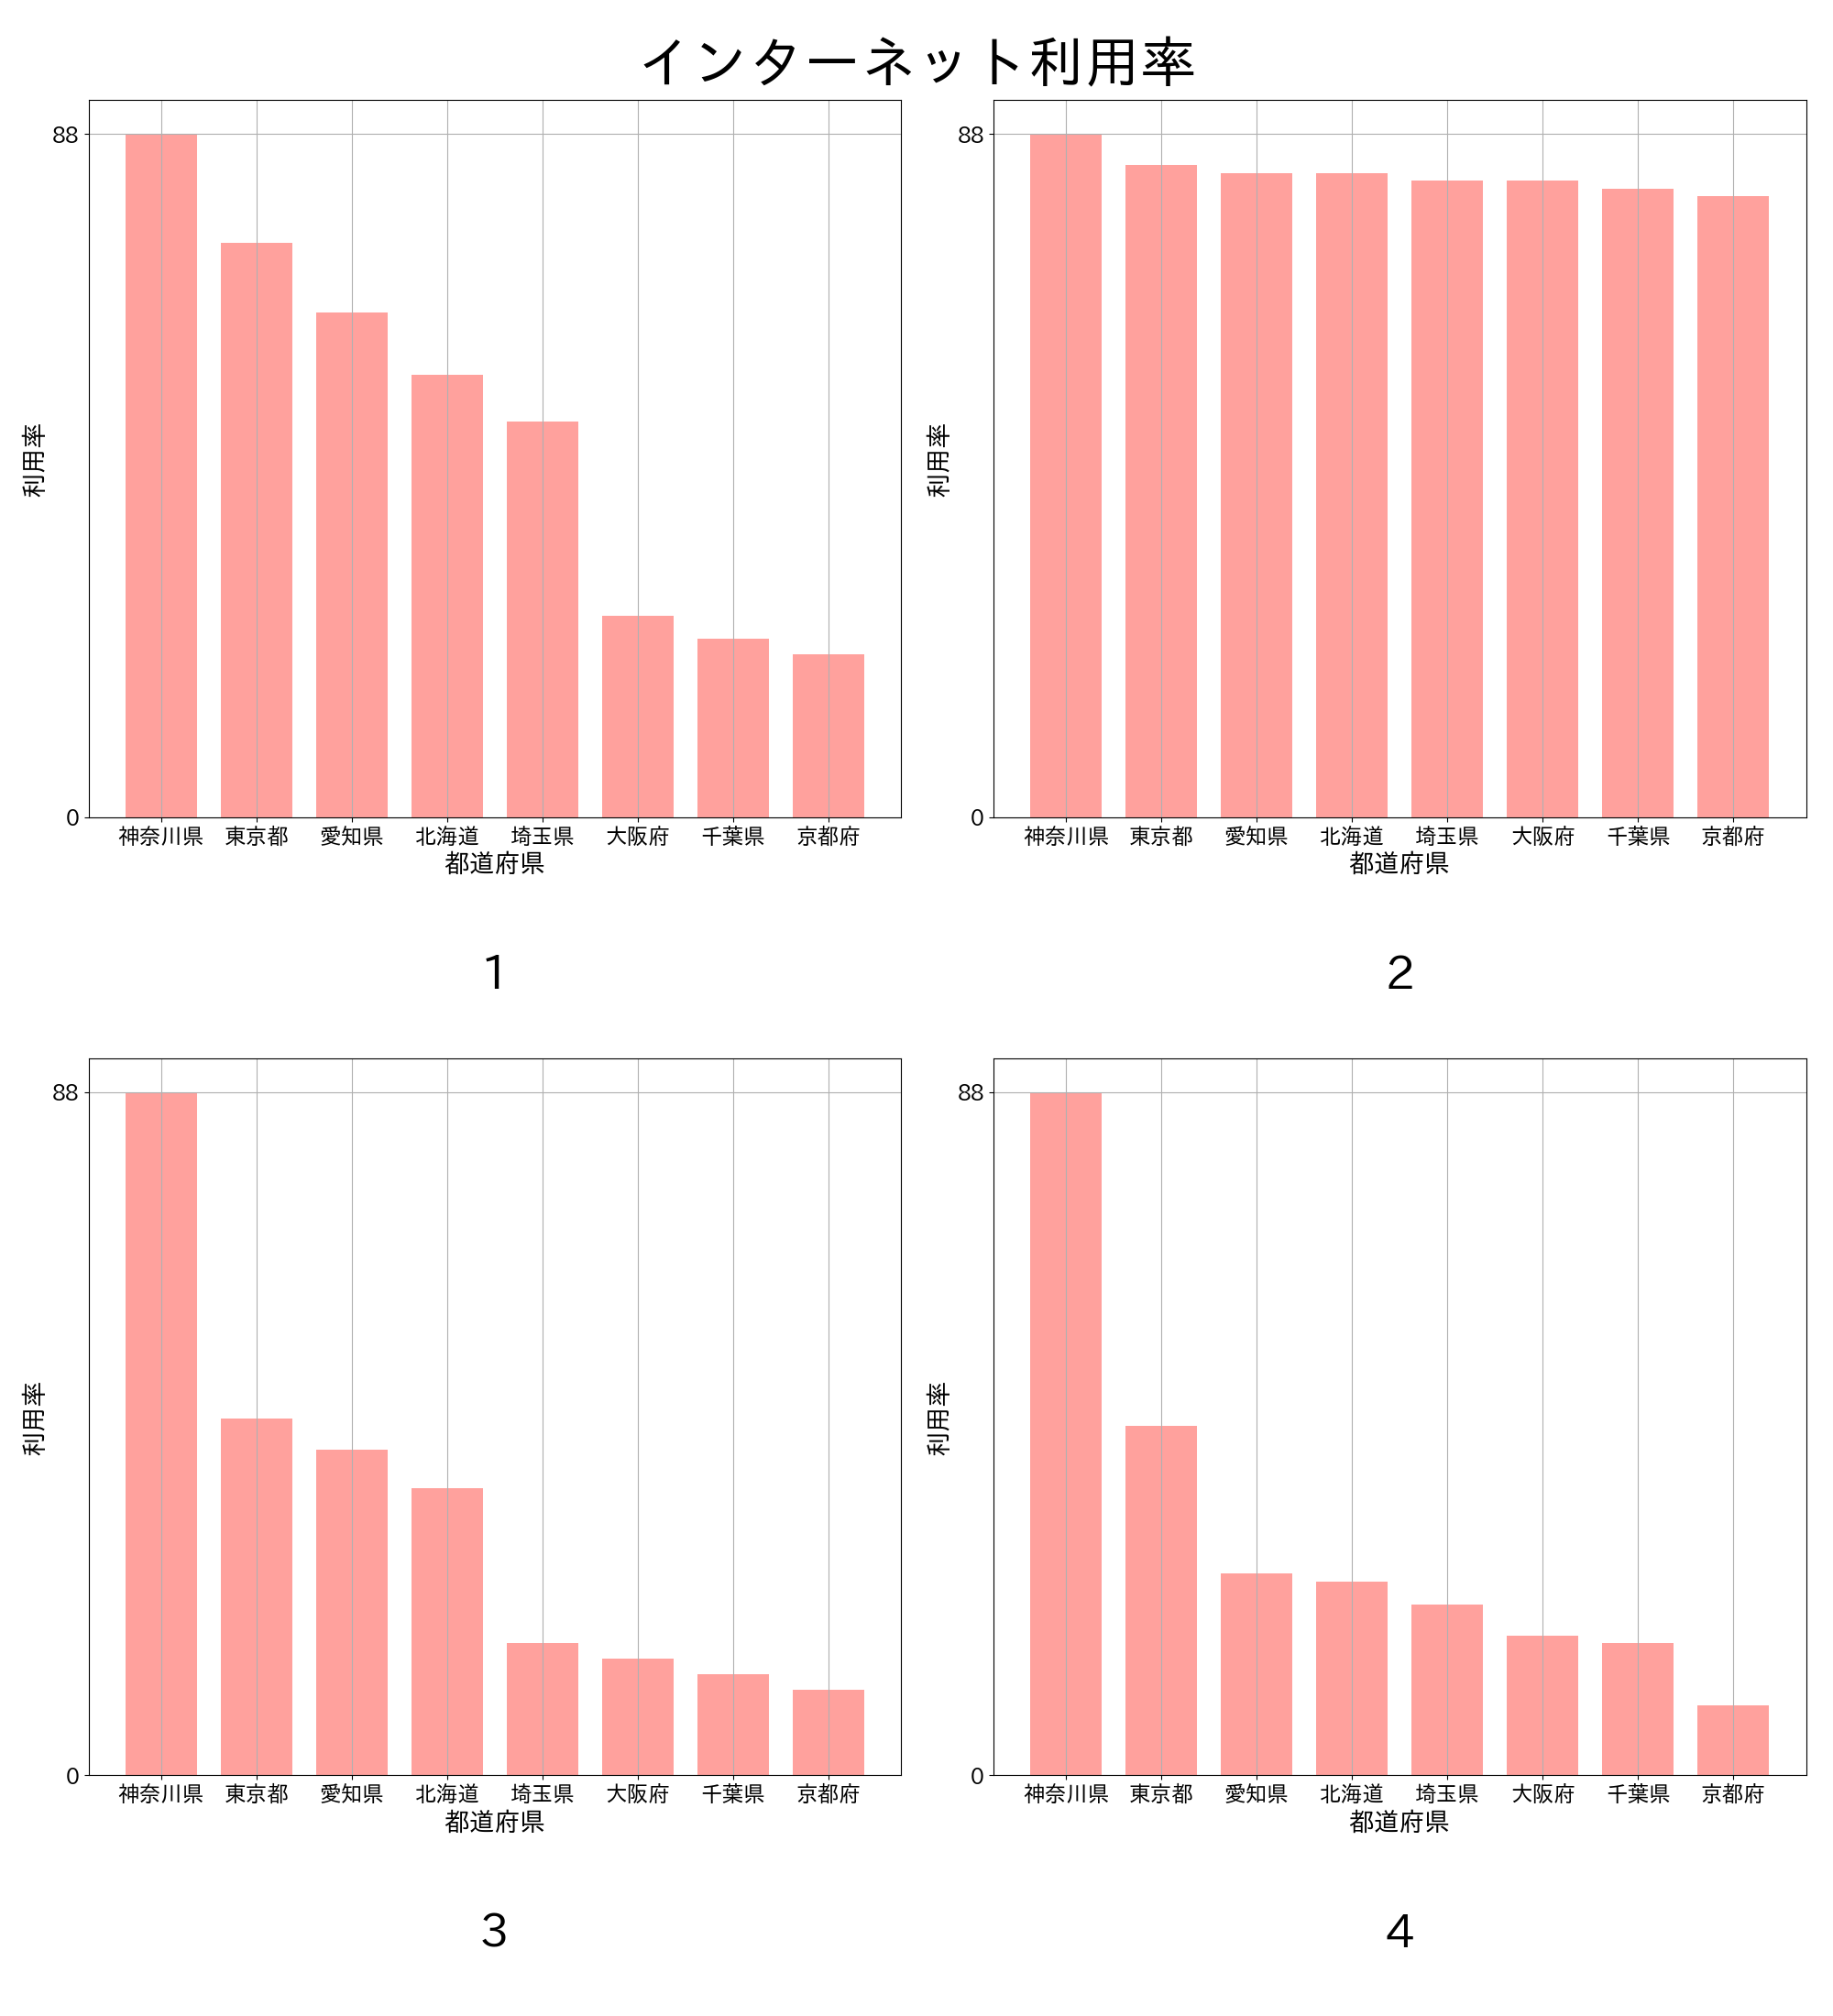 インターネット利用率
88
0
利用率
神奈川県 東京都 愛知県 北海道 埼玉県 大阪府 千葉県 京都府
都道府県
1
88
0
利用率
神奈川県 東京都 愛知県 北海道 埼玉県 大阪府 千葉県 京都府
都道府県
2
88
0
利用率
神奈川県 東京都 愛知県 北海道 埼玉県 大阪府 千葉県 京都府
都道府県
3
88
0
利用率
神奈川県 東京都 愛知県 北海道 埼玉県 大阪府 千葉県 京都府
都道府県
4